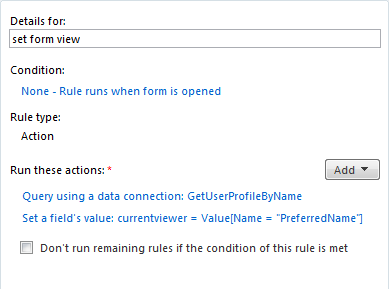 Details for:
set form view
Condition:
None - Rule runs when form is opened
Rule type:
Action
Run these actions: *
Add
Query using a data connection: GetUserProfileByName
Set a field's value: currentviewer = Value[Name = "PreferredName"]
Don't run remaining rules if the condition of this rule is met